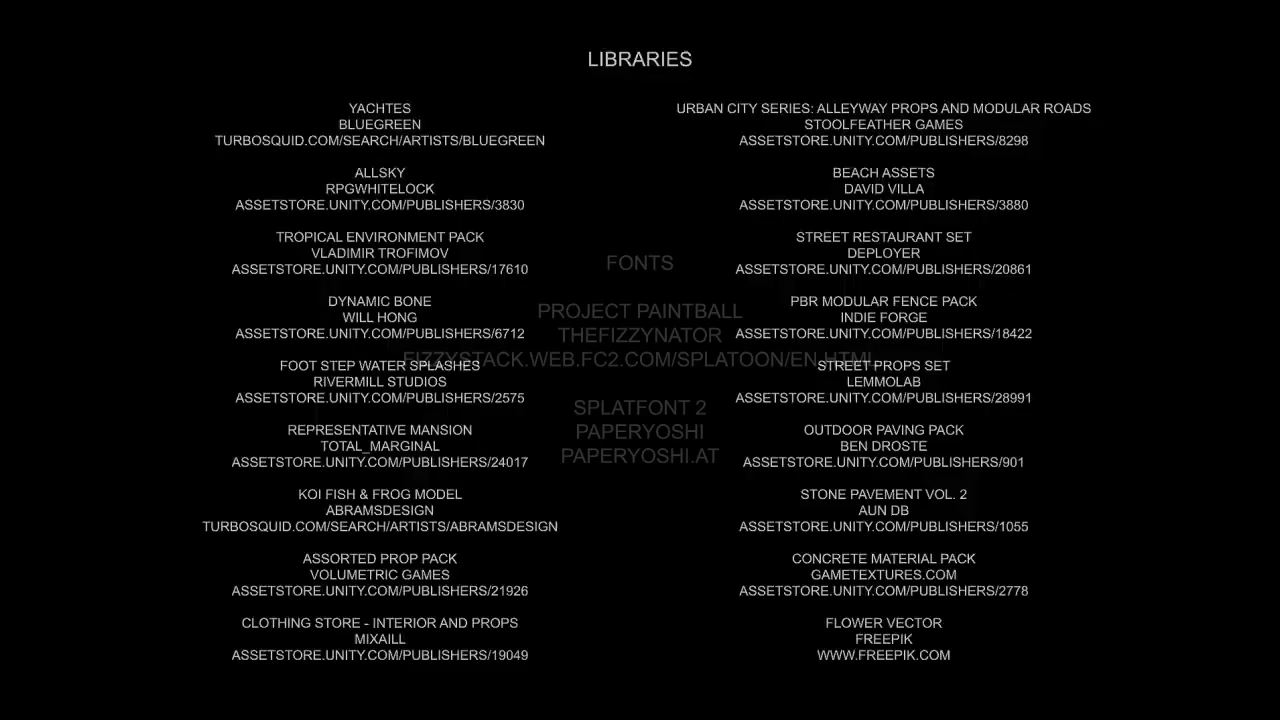 LIBRARIES
YACHTES
BLUEGREEN
TURBOSQUID.COM/SEARCH/ARTISTS/BLUEGREEN
ALLSKY
RPGWHITELOCK
ASSETSTORE.UNITY.COM/PUBLISHERS/3830
TROPICAL ENVIRONMENT PACK
VLADIMIR TROFIMOV
ASSETSTORE.UNITY.COM/PUBLISHERS/17610
DYNAMIC BONE
WILL HONG
ASSETSTORE.UNITY.COM/PUBLISHERS/6712
FOOT STEP WATER SPLASHES
RIVERMILL STUDIOS
ASSETSTORE.UNITY.COM/PUBLISHERS/2575
REPRESENTATIVE MANSION
TOTAL_MARGINAL
ASSETSTORE.UNITY.COM/PUBLISHERS/24017
KOI FISH & FROG MODEL
ABRAMSDESIGN
TURBOSQUID.COM/SEARCH/ARTISTS/ABRAMSDESIGN
ASSORTED PROP PACK
VOLUMETRIC GAMES
ASSETSTORE.UNITY.COM/PUBLISHERS/21926
CLOTHING STORE - INTERIOR AND PROPS
MIXAILL
ASSETSTORE.UNITY.COM/PUBLISHERS/19049
FONTS
PROJECT PAINTBALL
THEFIZZYNATOR
FIZZYSTACK.WEB.FC2.COM/SPLATOON/EN.HTML
SPLATFONT 2
PAPERYOSHI
PAPERYOSHI.AT
URBAN CITY SERIES: ALLEYWAY PROPS AND MODULAR ROADS
STOOLFEATHER GAMES
ASSETSTORE.UNITY.COM/PUBLISHERS/8298
BEACH ASSETS
DAVID VILLA
ASSETSTORE.UNITY.COM/PUBLISHERS/3880
STREET RESTAURANT SET
DEPLOYER
ASSETSTORE.UNITY.COM/PUBLISHERS/20861
PBR MODULAR FENCE PACK
INDIE FORGE
ASSETSTORE.UNITY.COM/PUBLISHERS/18422
STREET PROPS SET
LEMMOLAB
ASSETSTORE.UNITY.COM/PUBLISHERS/28991
OUTDOOR PAVING PACK
BEN DROSTE
ASSETSTORE.UNITY.COM/PUBLISHERS/901
STONE PAVEMENT VOL. 2
AUN DB
ASSETSTORE.UNITY.COM/PUBLISHERS/1055
CONCRETE MATERIAL PACK
GAMETEXTURES.COM
ASSETSTORE.UNITY.COM/PUBLISHERS/2778
FLOWER VECTOR
FREEPIK
WWW.FREEPIK.COM